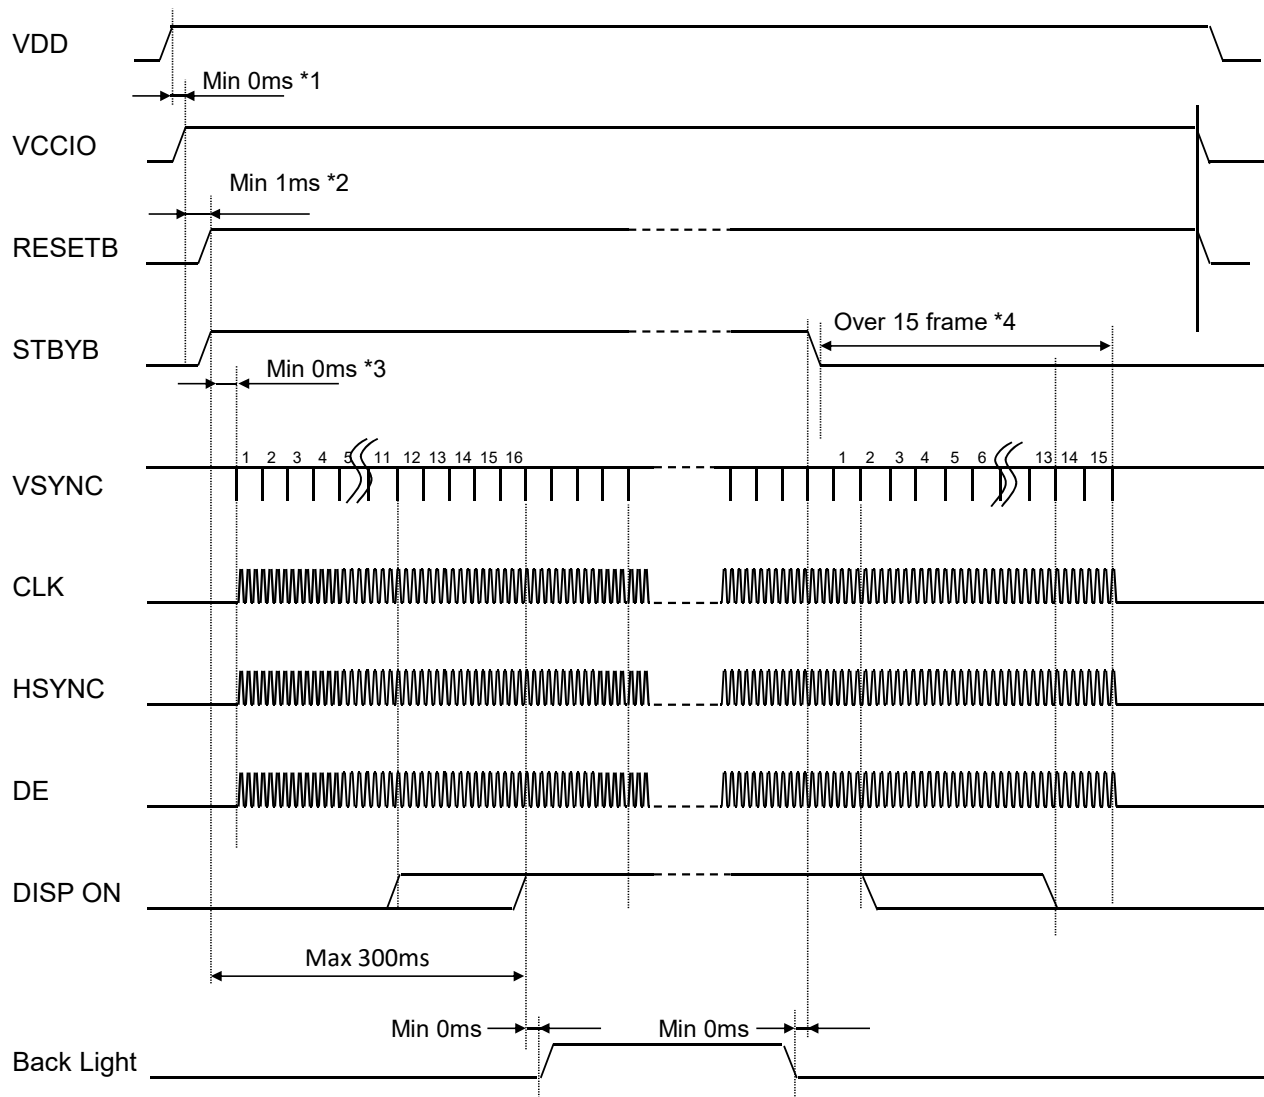 VDD
Min 0ms *1
VCCIO
Min 1ms *2
RESETB
Over 15 frame *4
STBYB
Min 0ms *3
1 2 3 4 5 11 12 13 14 15 16 1 2 3 4 5 6 13 14 15
VSYNC
CLK
HSYNC
DE
DISP ON
Max 300ms
Min 0ms Min 0ms
Back Light